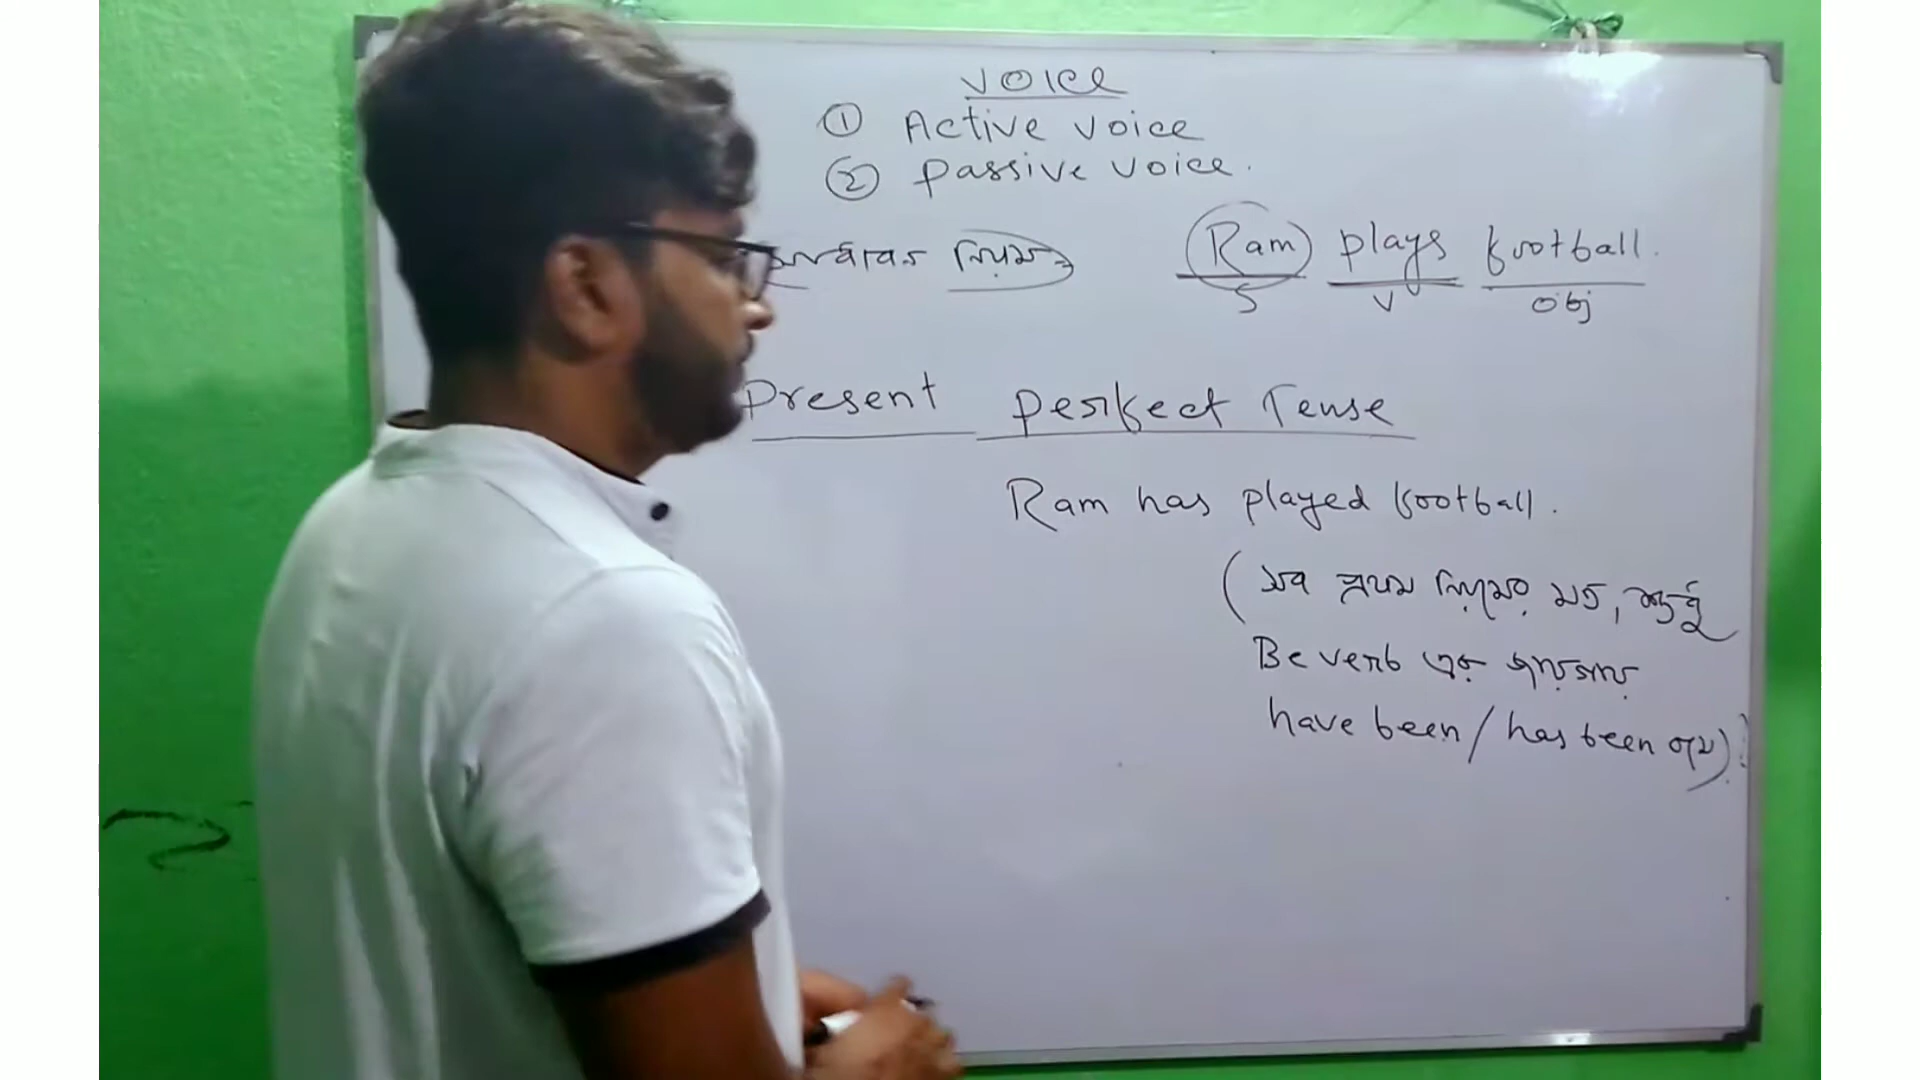 VOICE
① Active voice
② Passive voice.
নিয়ম
Ram plays football.
S V obj
Present perfect Tense
Ram has played football.
(সব প্রথম নিয়মের মত, শুধু
Be verb এর জায়গায়
have been / has been হবে)